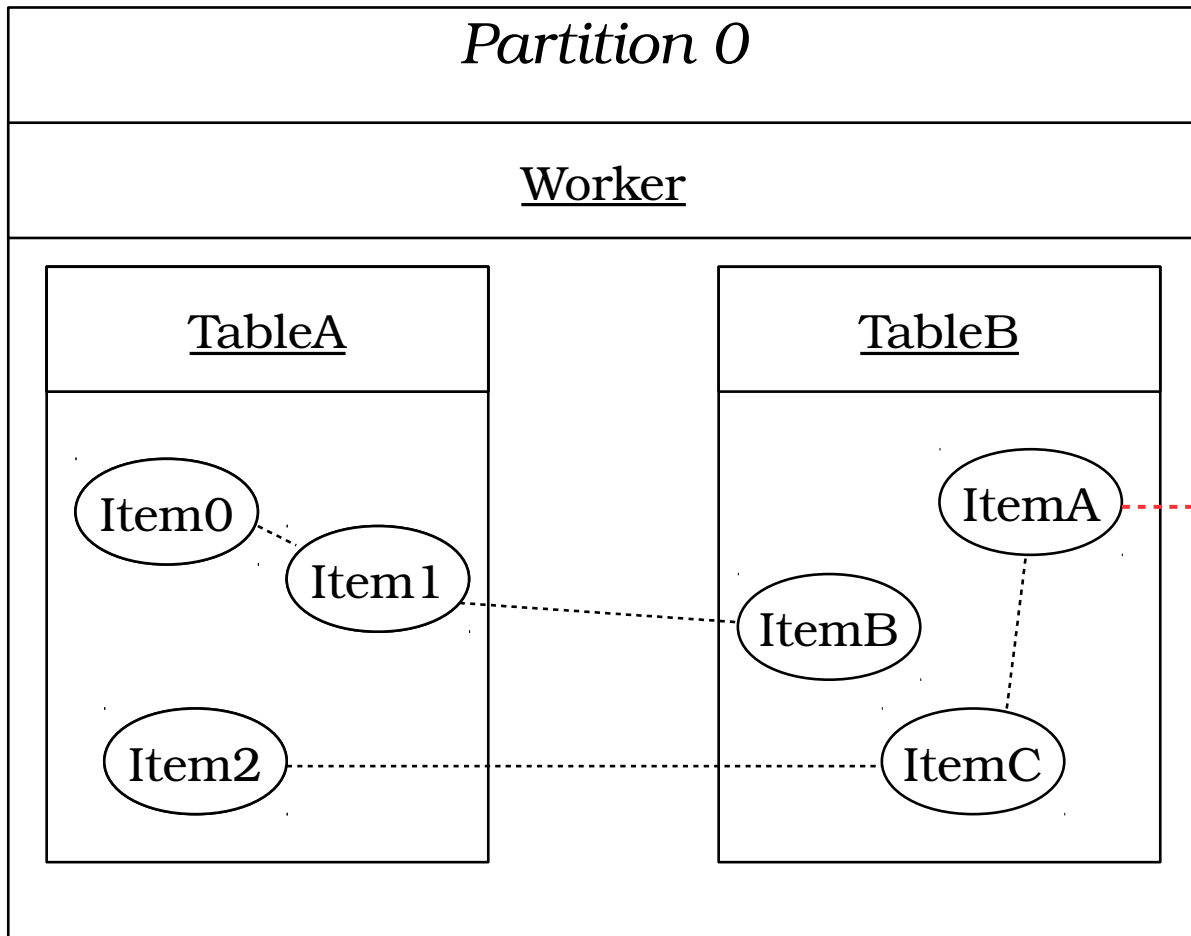 Partition 0
Worker
TableA
TableB
Item0
Item1
Item2
ItemA
ItemB
ItemC